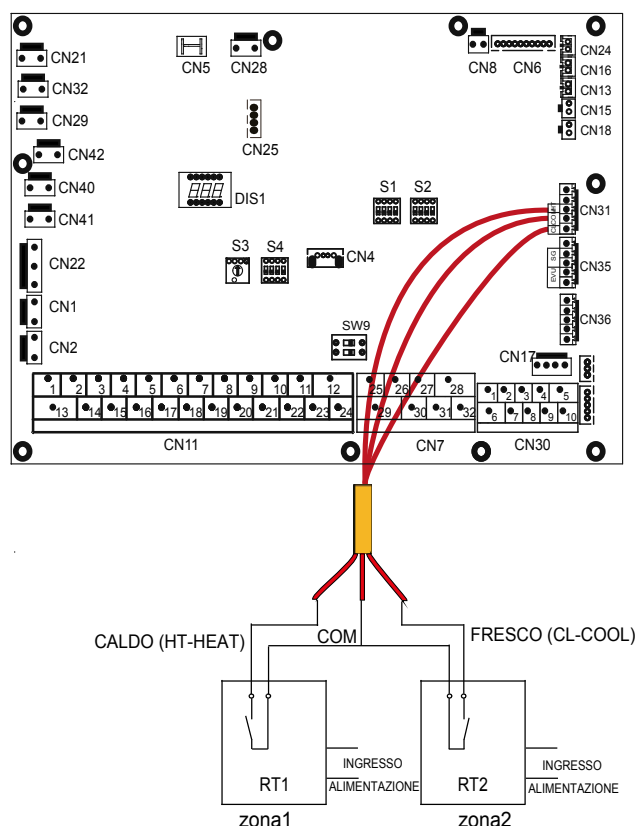 CN21
CN5
CN28
CN8
CN6
CN24
CN16
CN13
CN15
CN18
CN32
CN29
CN25
CN42
CN40
DIS1
CN41
S1
S2
CN31
CN22
S3
S4
CN4
SG
EVU
CN35
CN1
CN36
SW9
CN2
CN17
1 2 3 4 5 6 7 8 9 10 11 12
25 26 27 28
1 2 3 4 5
13 14 15 16 17 18 19 20 21 22 23 24
29 30 31 32
6 7 8 9 10
CN11
CN7
CN30
CALDO (HT-HEAT)
COM
FRESCO (CL-COOL)
RT1
INGRESSO
ALIMENTAZIONE
RT2
INGRESSO
ALIMENTAZIONE
zona1
zona2